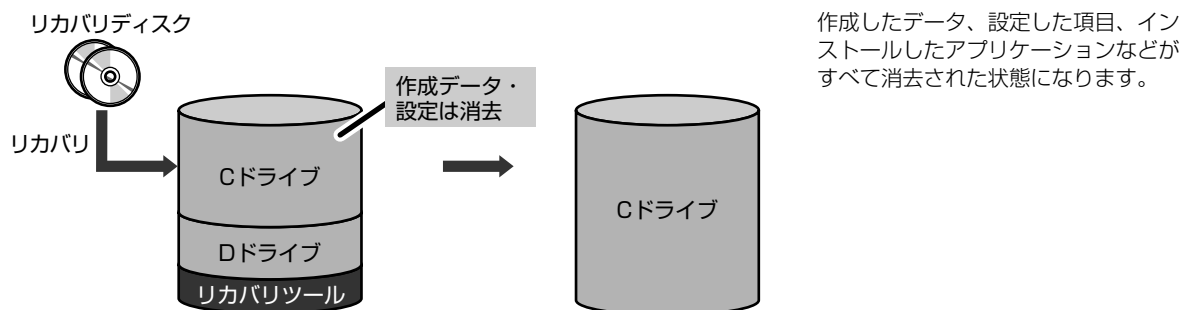 リカバリディスク
作成データ・
設定は消去
リカバリ
Cドライブ
Dドライブ
リカバリツール
Cドライブ
作成したデータ、設定した項目、イン
ストールしたアプリケーションなどが
すべて消去された状態になります。